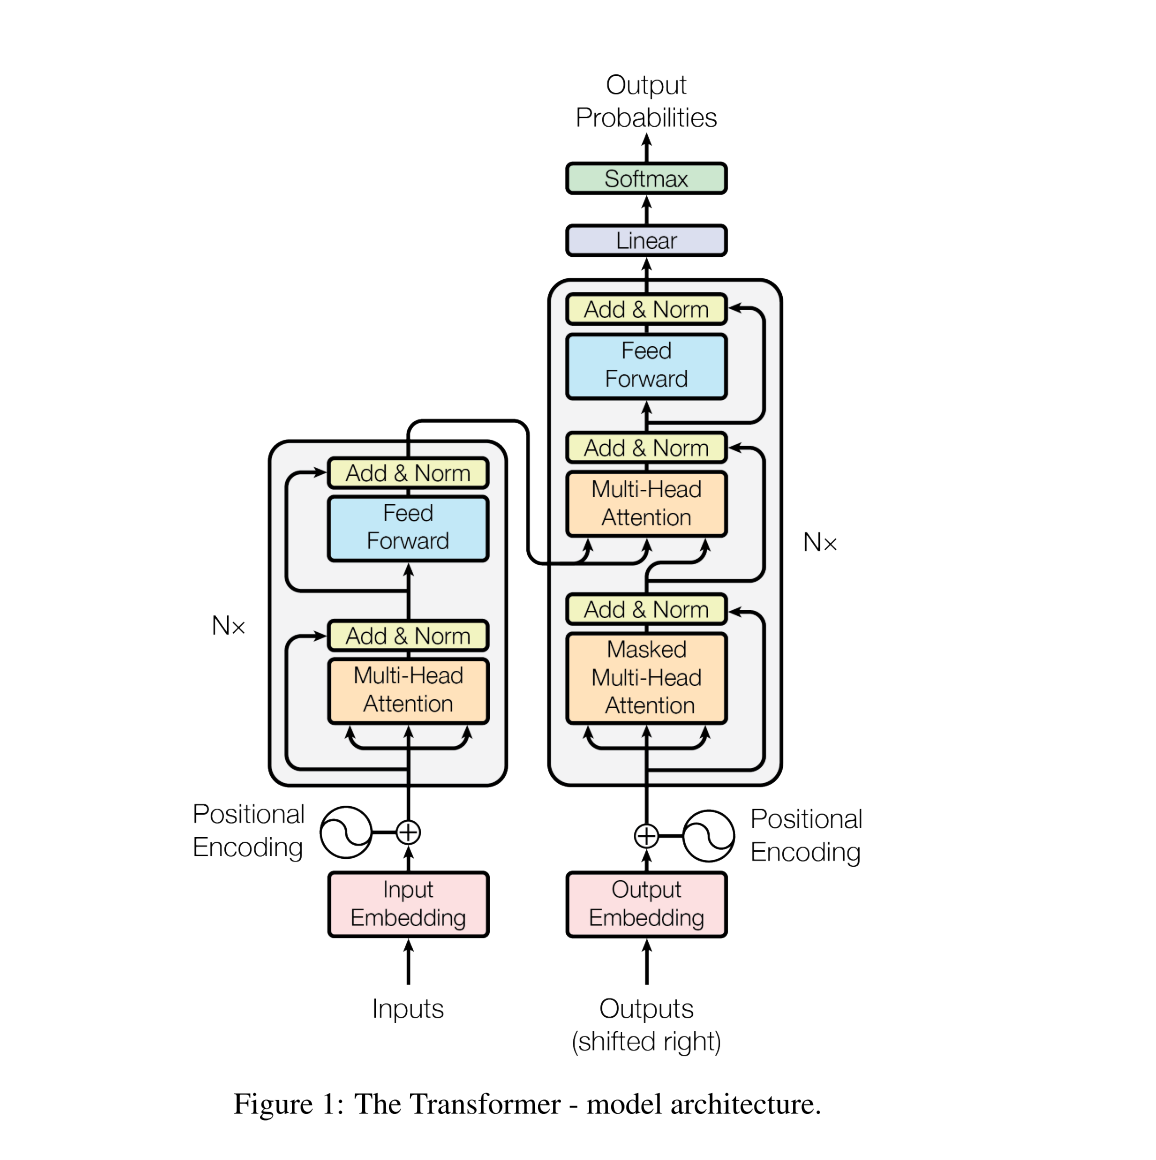 Output
Probabilities
Softmax
Linear
Add & Norm
Feed
Forward
Add & Norm
Multi-Head
Attention
Add & Norm
Masked
Multi-Head
Attention
N×
Add & Norm
Feed
Forward
Add & Norm
Multi-Head
Attention
N×
Positional
Encoding
Positional
Encoding
Input
Embedding
Output
Embedding
Inputs
Outputs
(shifted right)
Figure 1: The Transformer - model architecture.